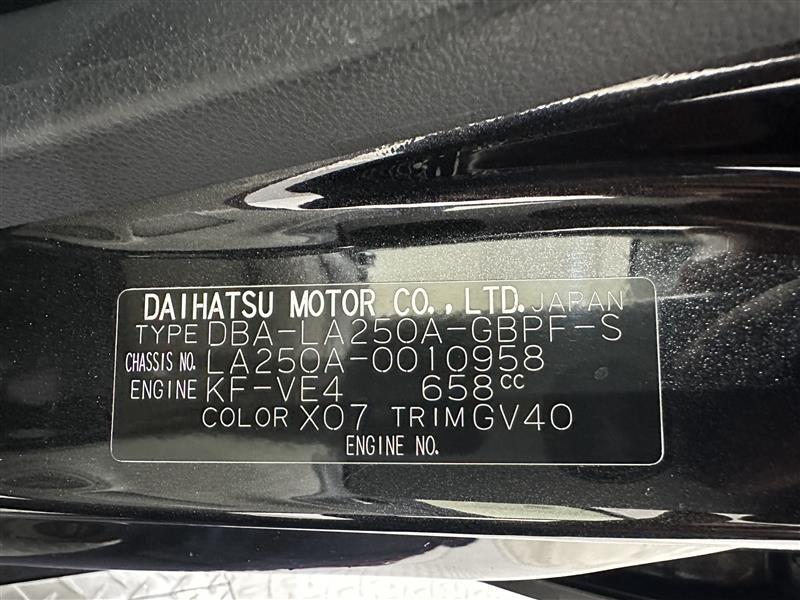 DAIHATSU MOTOR CO., LTD. JAPAN
TYPE DBA-LA250A-GBPF-S
CHASSIS NO. LA250A-0010958
ENGINE KF-VE4 658CC
COLOR X07 TRIM GV40
ENGINE NO.